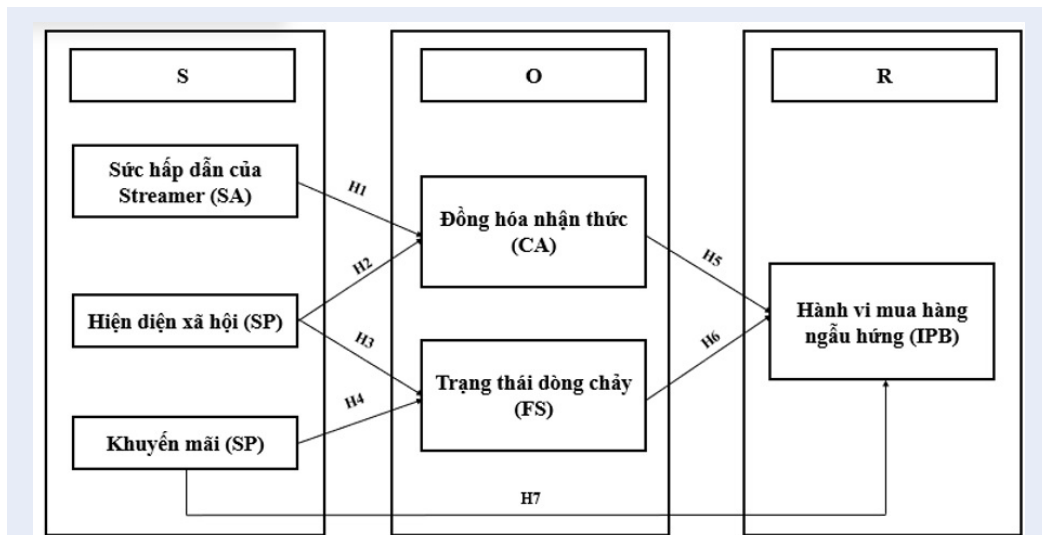 S
O
R
Sức hấp dẫn của
Streamer (SA)
H1
Đồng hóa nhận thức
(CA)
H2
H5
Hiện diện xã hội (SP)
Hành vi mua hàng
ngẫu hứng (IPB)
H3
H6
Trạng thái dòng chảy
(FS)
H4
Khuyến mãi (SP)
H7